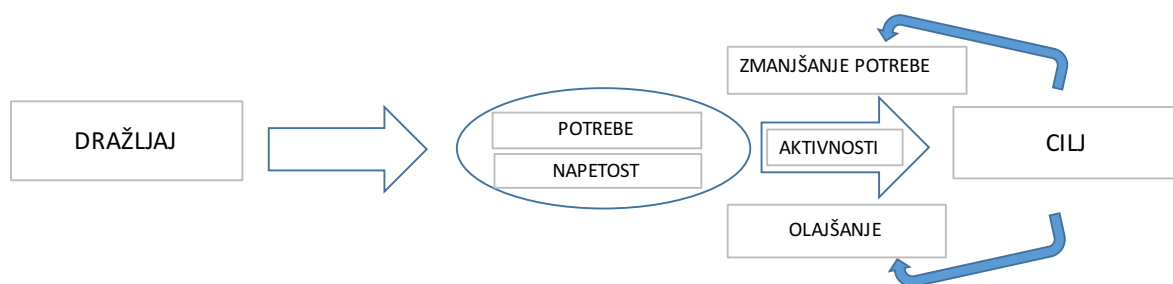 DRAŽLJAJ
POTREBE
NAPETOST
ZMANJŠANJE POTREBE
AKTIVNOSTI
OLAJŠANJE
CILJ